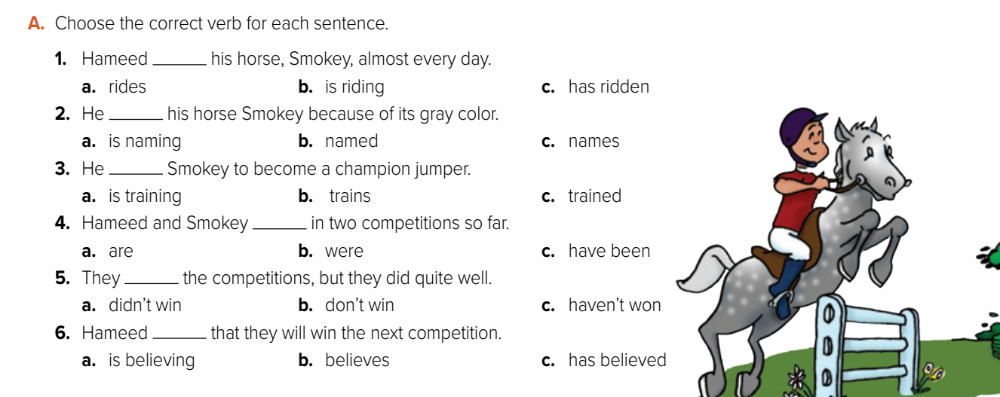 A. Choose the correct verb for each sentence.
1. Hameed ______ his horse, Smokey, almost every day.
a. rides b. is riding c. has ridden
2. He ______ his horse Smokey because of its gray color.
a. is naming b. named c. names
3. He ______ Smokey to become a champion jumper.
a. is training b. trains c. trained
4. Hameed and Smokey ______ in two competitions so far.
a. are b. were c. have been
5. They ______ the competitions, but they did quite well.
a. didn't win b. don't win c. haven't won
6. Hameed ______ that they will win the next competition.
a. is believing b. believes c. has believed